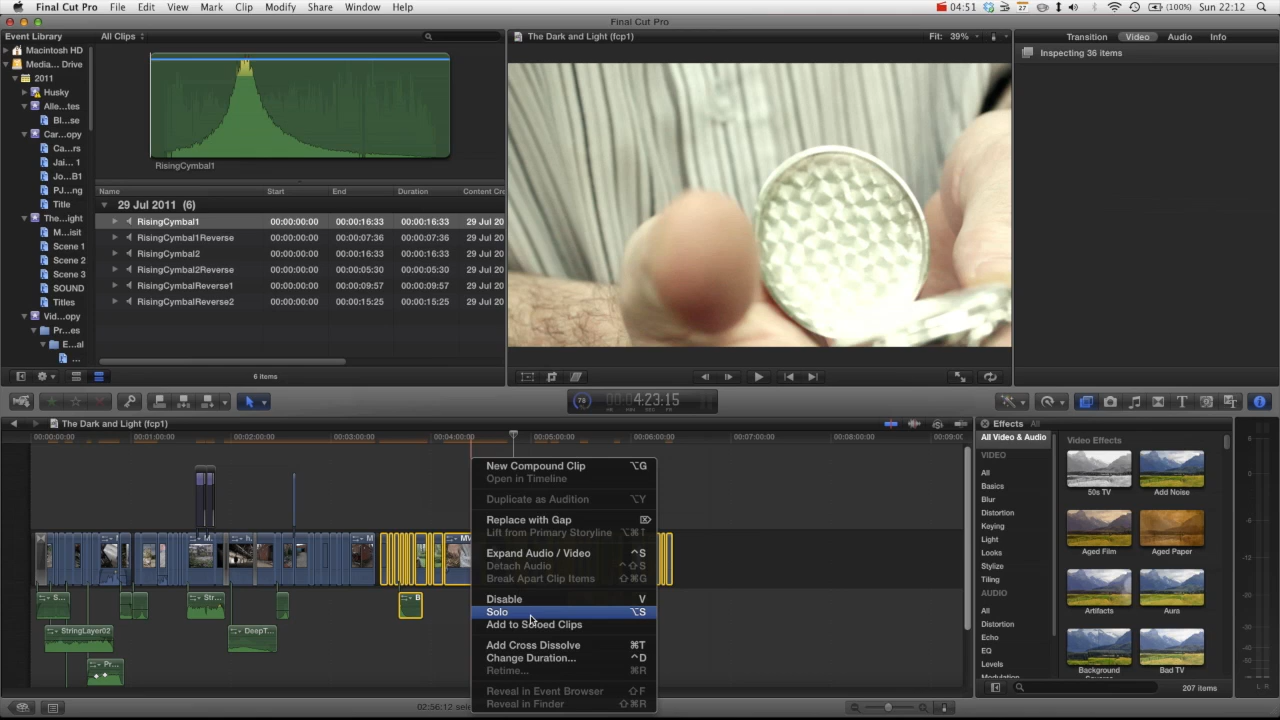 Final Cut Pro File Edit View Mark Clip Modify Share Window Help 04:51 27 (100%) Sun 22:12
Final Cut Pro
Event Library All Clips The Dark and Light (fcp1) Fit: 39% Transition Video Audio Info
Macintosh HD
Media... Drive
2011
Husky
Alle...tes
Bl...se
Car...opy
Ca...rs
Jai... 1
Jo...B1
PJ...ng
Title
The...ight
M...isit
Scene 1
Scene 2
Scene 3
SOUND
Titles
Vid...opy
Pr...es
E...al
...
Inspecting 36 items
RisingCymbal1
Name Start End Duration Content Cr
29 Jul 2011 (6)
RisingCymbal1 00:00:00:00 00:00:16:33 00:00:16:33 29 Jul 20
RisingCymbal1Reverse 00:00:00:00 00:00:07:36 00:00:07:36 29 Jul 20
RisingCymbal2 00:00:00:00 00:00:16:33 00:00:16:33 29 Jul 20
RisingCymbal2Reverse 00:00:00:00 00:00:05:30 00:00:05:30 29 Jul 20
RisingCymbalReverse1 00:00:00:00 00:00:09:57 00:00:09:57 29 Jul 20
RisingCymbalReverse2 00:00:00:00 00:00:15:25 00:00:15:25 29 Jul 20
6 items
78 4:23:15
The Dark and Light (fcp1)
00:00:00:00 00:01:00:00 00:02:00:00 00:03:00:00 00:04:00:00 00:05:00:00 00:06:00:00 00:07:00:00 00:08:00:00 00:09:0
M MV
S... Str... B
StringLayer02 DeepT...
Pr...
New Compound Clip ⌥G
Open in Timeline
Duplicate as Audition ⌥Y
Replace with Gap ⌦
Lift from Primary Storyline ⌥⌘↑
Expand Audio / Video ^S
Detach Audio ^⇧S
Break Apart Clip Items ⇧⌘G
Disable V
Solo ⌥S
Add to Soloed Clips
Add Cross Dissolve ⌘T
Change Duration... ^D
Retime... ⌘R
Reveal in Event Browser ⇧F
Reveal in Finder ⇧⌘R
Effects All
All Video & Audio
VIDEO
All
Basics
Blur
Distortion
Keying
Light
Looks
Stylize
Tiling
AUDIO
All
Distortion
Echo
EQ
Levels
Modulation
Video Effects
50s TV Add Noise
Aged Film Aged Paper
Artifacts Aura
Background Bad TV
207 items
6
0
-6
-12
-20
-30
-40
-50
L R